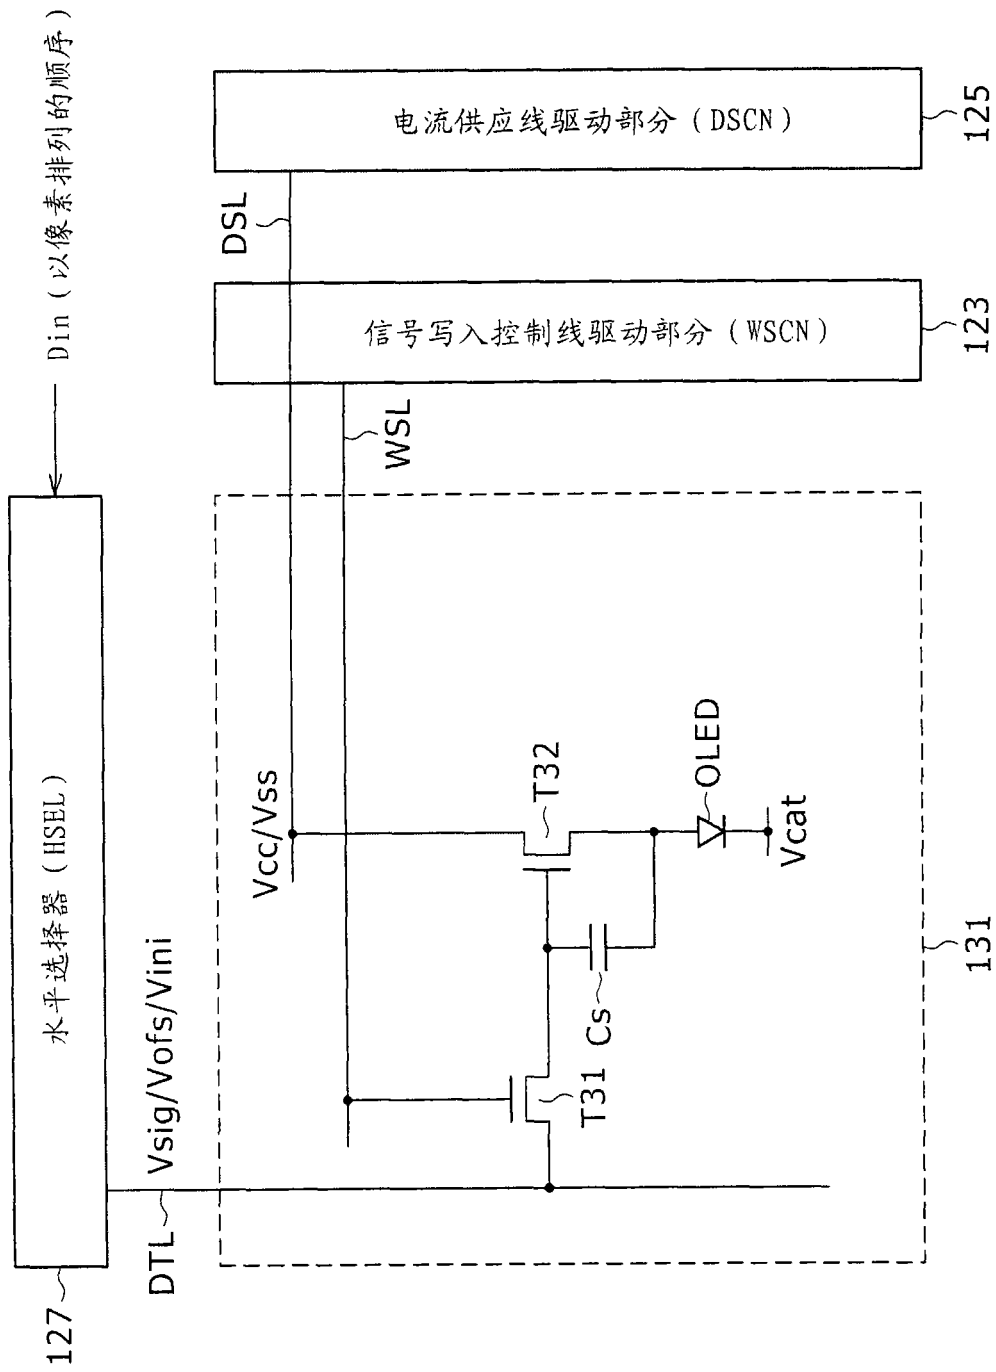 127
水平选择器(HSEL)
Din(以像素排列的顺序)
DTL
Vsig/Vofs/Vini
Vcc/Vss
DSL
WSL
电流供应线驱动部分(DSCN)
125
信号写入控制线驱动部分(WSCN)
123
T31
Cs
T32
OLED
Vcat
131